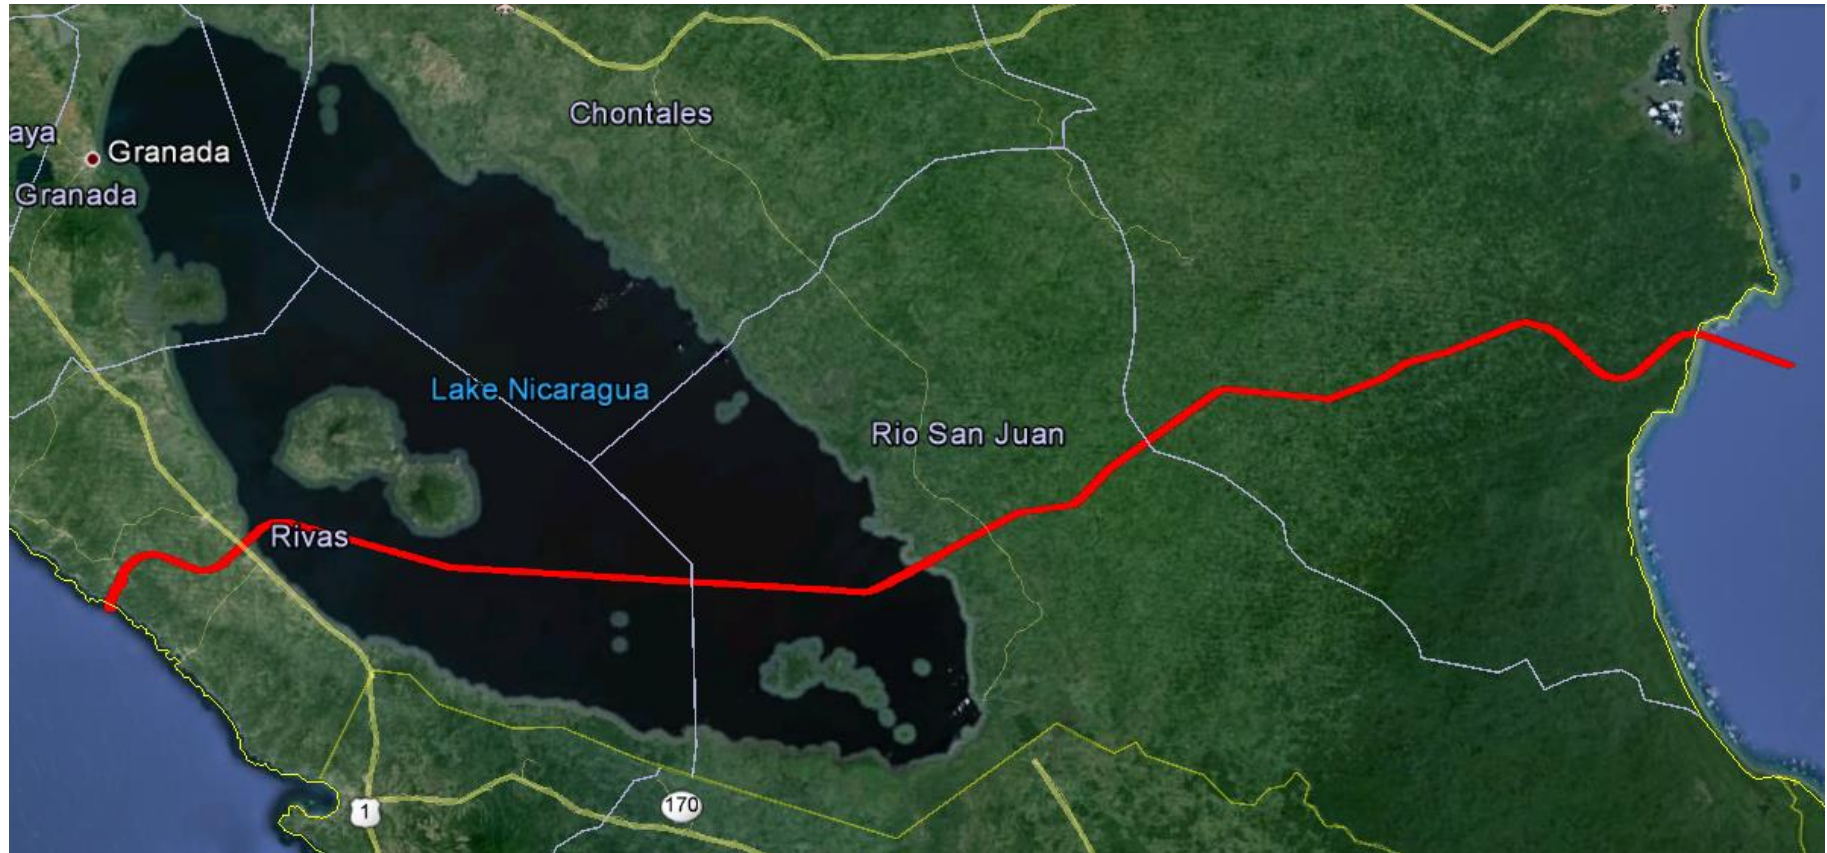 Chontales
aya
Granada
Granada
Lake Nicaragua
Rio San Juan
Rivas
1
170